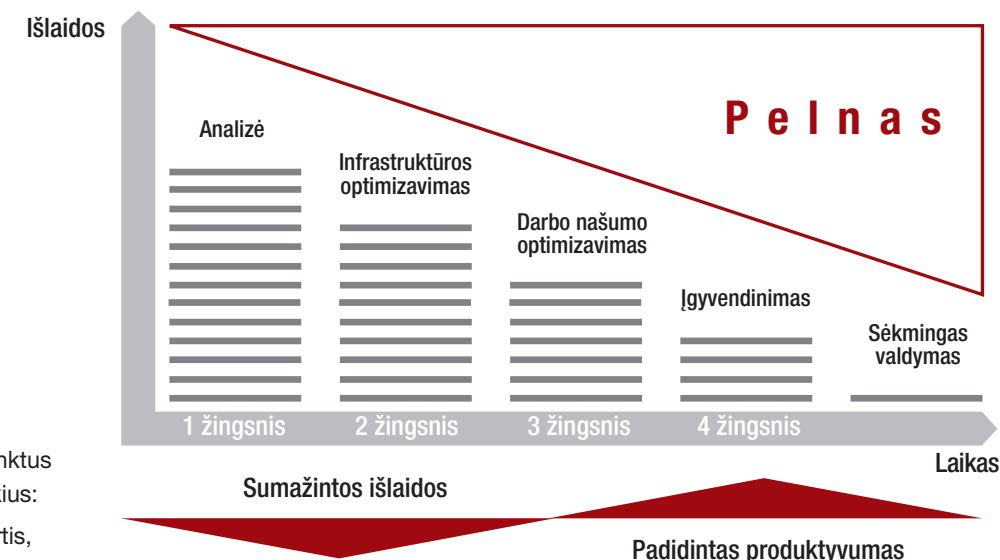 Išlaidos
Pelnas
Analizė
Infrastruktūros
optimizavimas
Darbo našumo
optimizavimas
Įgyvendinimas
Sėkmingas
valdymas
1 žingsnis
2 žingsnis
3 žingsnis
4 žingsnis
Laikas
Sumažintos išlaidos
Padidintas produktyvumas